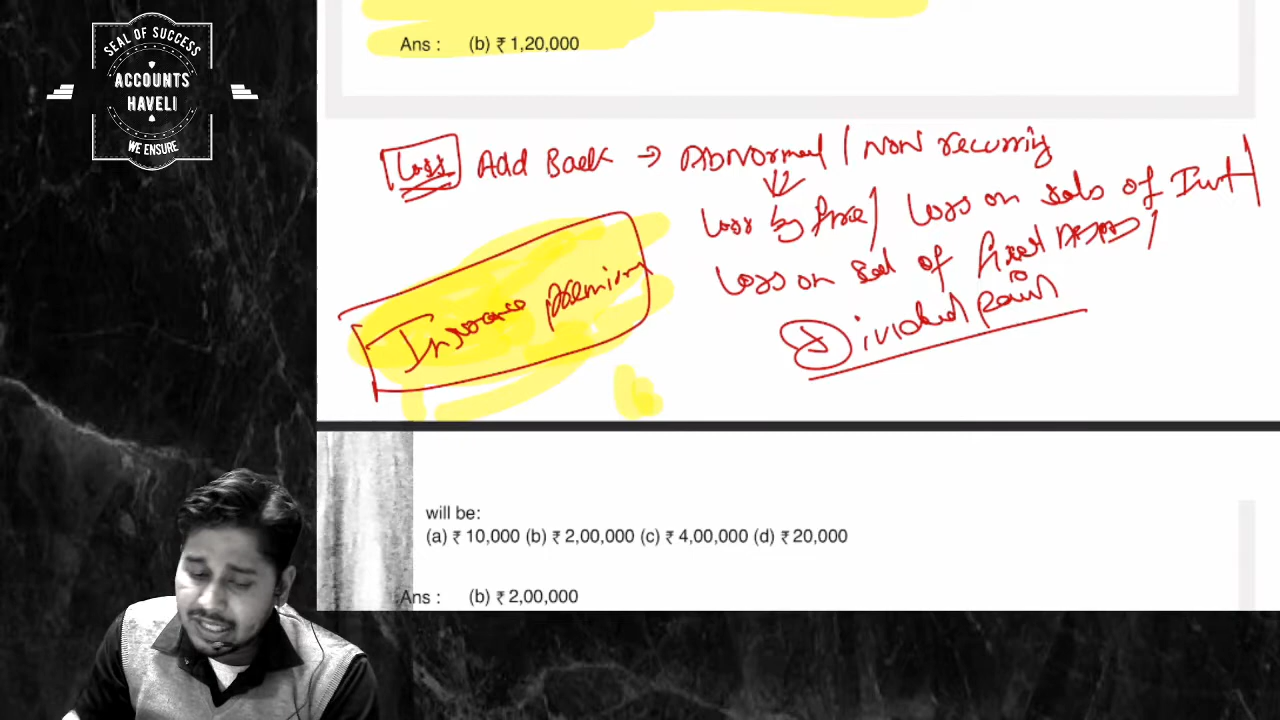 SEAL OF SUCCESS
ACCOUNTS
HAVELI
WE ENSURE
Ans : (b) ₹ 1,20,000
Loss Add Back → Abnormal / Non recurring
Loss by fire / Loss on sale of Invt
Loss on sale of fixed Assets /
Dividend paid
Insurance premium
will be:
(a) ₹ 10,000 (b) ₹ 2,00,000 (c) ₹ 4,00,000 (d) ₹ 20,000
Ans : (b) ₹ 2,00,000